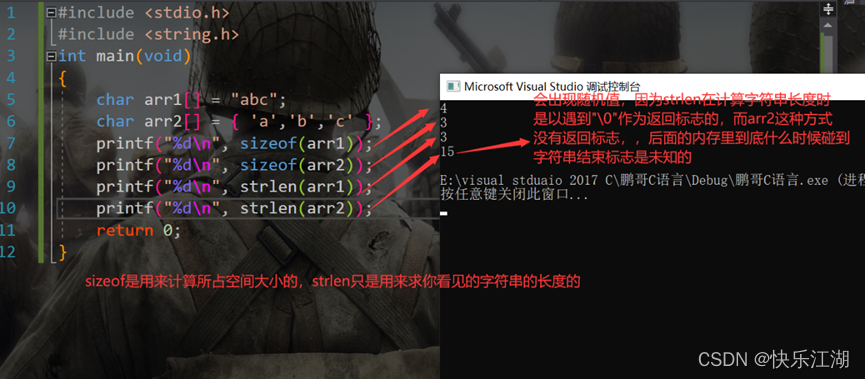 1 #include <stdio.h>
2 #include <string.h>
3 int main(void)
4 {
5 char arr1[] = "abc";
6 char arr2[] = { 'a','b','c' };
7 printf("%d\n", sizeof(arr1));
8 printf("%d\n", sizeof(arr2));
9 printf("%d\n", strlen(arr1));
10 printf("%d\n", strlen(arr2));
11 return 0;
12 }
Microsoft Visual Studio 调试控制台
4
3
3
15
会出现随机值，因为strlen在计算字符串长度时
是以遇到"\0"作为返回标志的，而arr2这种方式
没有返回标志，，后面的内存里到底什么时候碰到
字符串结束标志是未知的
E:\visual stduaio 2017 C\鹏哥C语言\Debug\鹏哥C语言.exe (进程
按任意键关闭此窗口...
sizeof是用来计算所占空间大小的，strlen只是用来求你看见的字符串的长度的
CSDN @快乐江湖